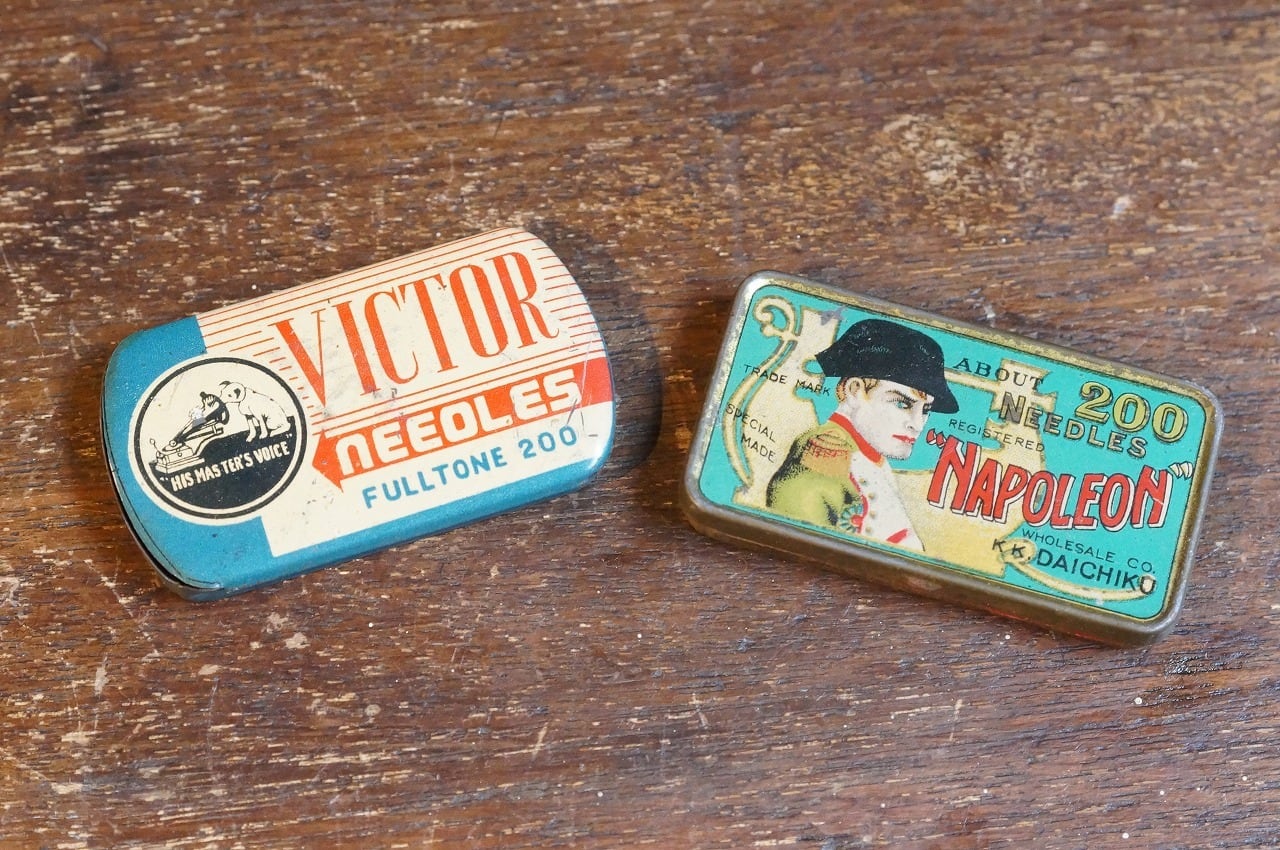 VICTOR
NEEDLES
FULLTONE 200
"HIS MASTER'S VOICE"
TRADE MARK
SPECIAL
MADE
ABOUT 200
NEEDLES
REGISTERED
"NAPOLEON"
WHOLESALE CO.
K.K. DAICHIKU